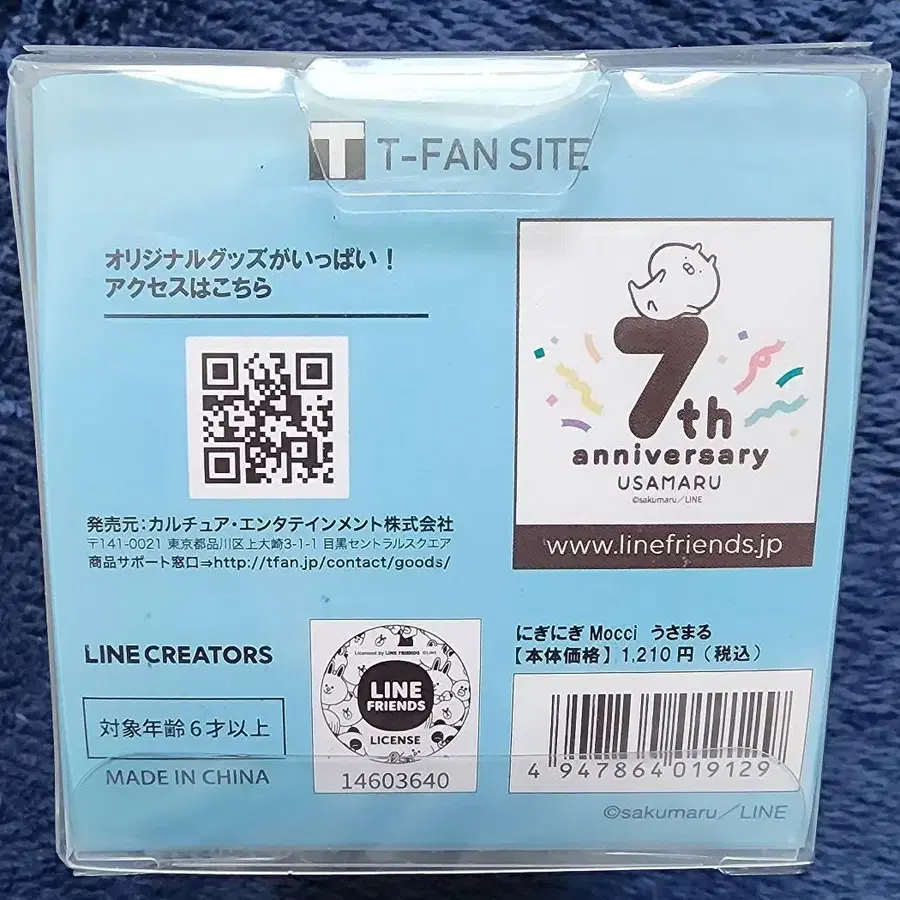 T T-FAN SITE
オリジナルグッズがいっぱい!
アクセスはこちら
発売元:カルチュア・エンタテインメント株式会社
〒141-0021 東京都品川区上大崎3-1-1 目黒セントラルスクエア
商品サポート窓口⇒http://tfan.jp/contact/goods/
7th
anniversary
USAMARU
©sakumaru/LINE
www.linefriends.jp
LINE CREATORS
対象年齢6才以上
MADE IN CHINA
Licensed by LINE FRIENDS ©LINE
LINE
FRIENDS
LICENSE
14603640
にぎにぎ Mocci うさまる
【本体価格】1,210円(税込)
4 947864 019129
©sakumaru/LINE